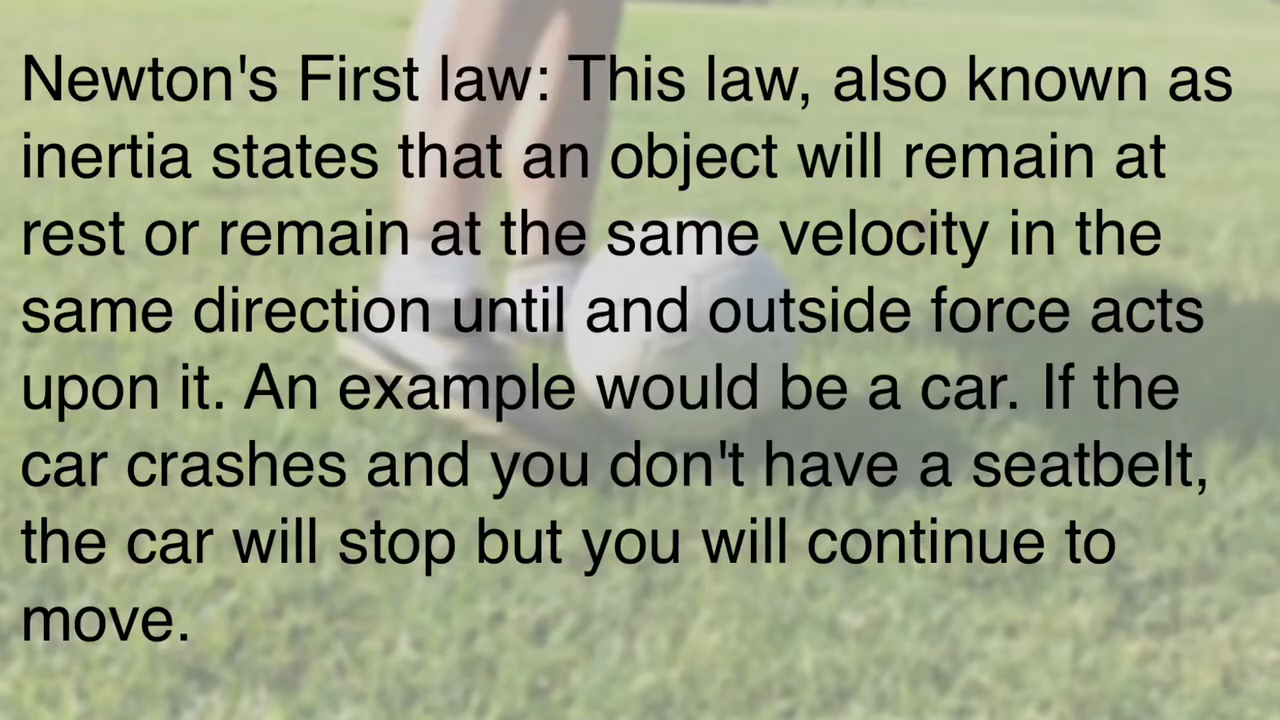 Newton's First law: This law, also known as
inertia states that an object will remain at
rest or remain at the same velocity in the
same direction until and outside force acts
upon it. An example would be a car. If the
car crashes and you don't have a seatbelt,
the car will stop but you will continue to
move.